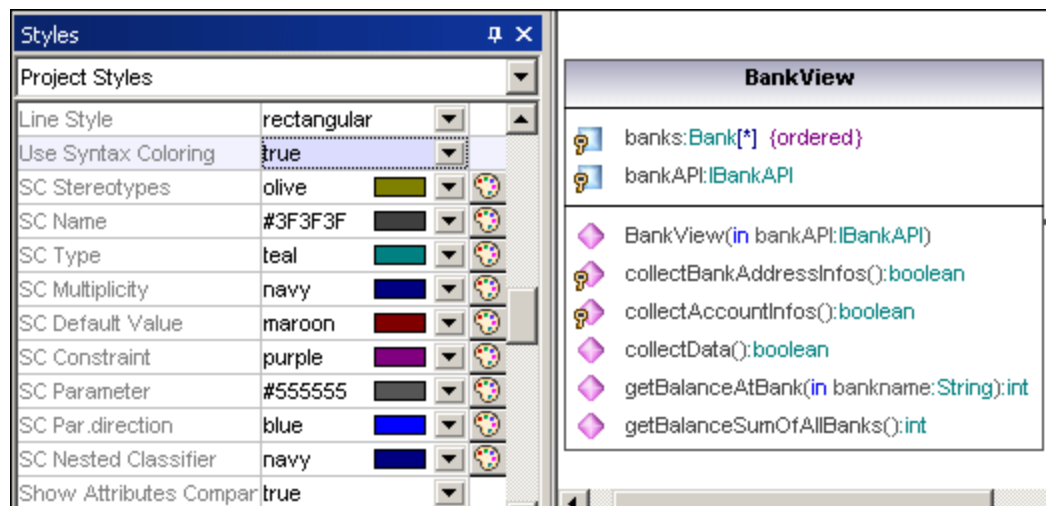 Styles
Project Styles
Line Style rectangular
Use Syntax Coloring true
SC Stereotypes olive
SC Name #3F3F3F
SC Type teal
SC Multiplicity navy
SC Default Value maroon
SC Constraint purple
SC Parameter #555555
SC Par.direction blue
SC Nested Classifier navy
Show Attributes Compar true
BankView
banks:Bank[*] {ordered}
bankAPI:IBankAPI
BankView(in bankAPI:IBankAPI)
collectBankAddressInfos():boolean
collectAccountInfos():boolean
collectData():boolean
getBalanceAtBank(in bankname:String):int
getBalanceSumOfAllBanks():int